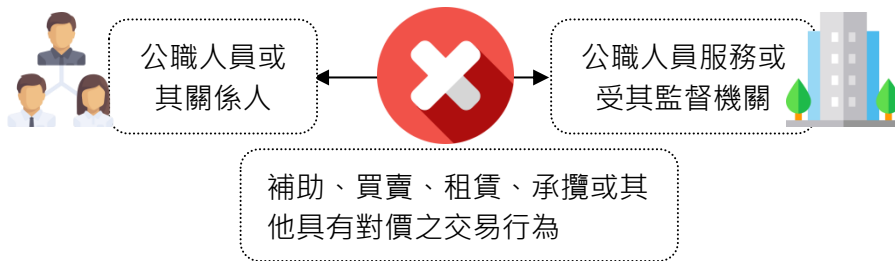 公職人員或
其關係人
公職人員服務或
受其監督機關
補助、買賣、租賃、承攬或其
他具有對價之交易行為